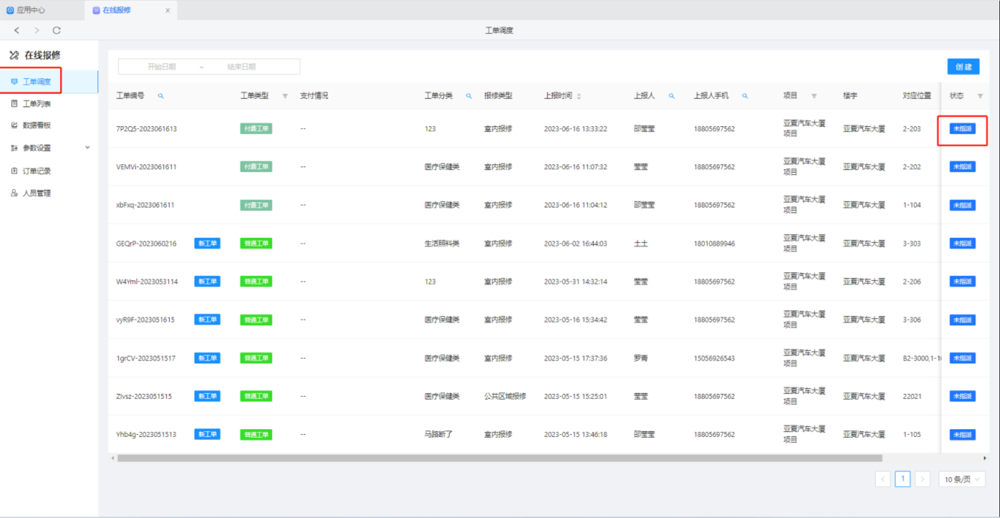 应用中心
在线报修
工单调度
在线报修
工单调度
工单列表
数据看板
参数设置
订单记录
人员管理
开始日期 ~ 结束日期
创 建
工单编号 工单类型 支付情况 工单分类 报修类型 上报时间 上报人 上报人手机 项目 楼宇 对应位置 状态
7P2Q5-2023061613 付费工单 -- 123 室内报修 2023-06-16 13:33:22 邵莹莹 18805697562 亚夏汽车大厦 亚夏汽车大厦 2-203 未指派
项目
VEMVi-2023061611 付费工单 -- 医疗保健类 室内报修 2023-06-16 11:07:32 莹莹 18805697562 亚夏汽车大厦 亚夏汽车大厦 2-202 未指派
项目
xbFxq-2023061611 付费工单 -- 医疗保健类 室内报修 2023-06-16 11:04:12 邵莹莹 18805697562 亚夏汽车大厦 亚夏汽车大厦 1-104 未指派
项目
GEQrP-2023060216 新工单 普通工单 -- 生活照料类 室内报修 2023-06-02 16:44:03 土土 18010889946 亚夏汽车大厦 亚夏汽车大厦 3-303 未指派
项目
W4Yml-2023053114 新工单 普通工单 -- 123 室内报修 2023-05-31 14:32:14 莹莹 18805697562 亚夏汽车大厦 亚夏汽车大厦 2-206 未指派
项目
vyR9F-2023051615 新工单 普通工单 -- 医疗保健类 室内报修 2023-05-16 15:34:42 莹莹 18805697562 亚夏汽车大厦 亚夏汽车大厦 3-306 未指派
项目
1grCV-2023051517 新工单 普通工单 -- 医疗保健类 室内报修 2023-05-15 17:37:36 罗青 15056926543 亚夏汽车大厦 亚夏汽车大厦 B2-3000,1-1 未指派
项目
ZIvsz-2023051515 新工单 普通工单 -- 医疗保健类 公共区域报修 2023-05-15 15:25:01 莹莹 18805697562 亚夏汽车大厦 亚夏汽车大厦 22021 未指派
项目
Yhb4g-2023051513 新工单 普通工单 -- 马路断了 室内报修 2023-05-15 13:46:18 邵莹莹 18805697562 亚夏汽车大厦 亚夏汽车大厦 1-105 未指派
项目
1 10 条/页